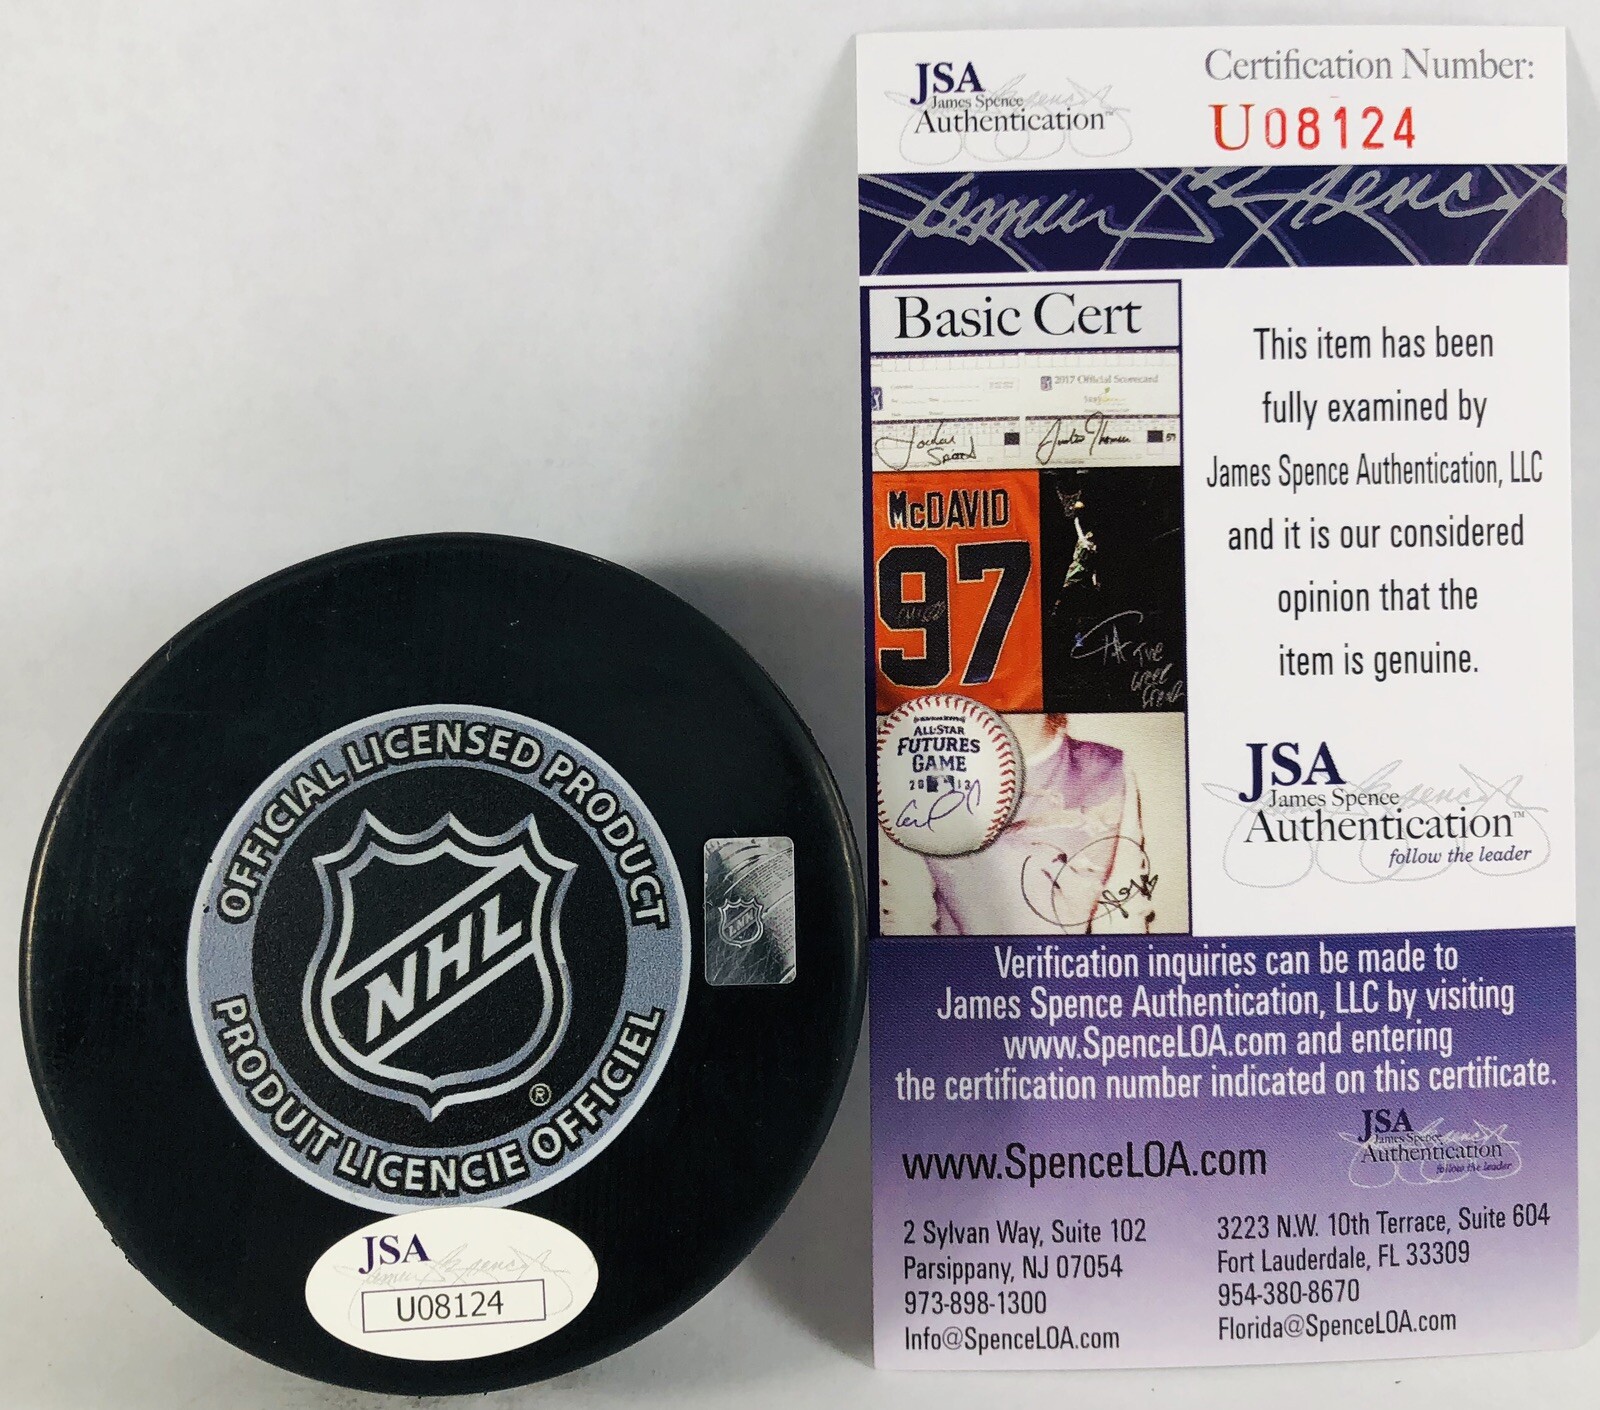 OFFICIAL LICENSED PRODUCT
NHL
®
PRODUIT LICENCIE OFFICIEL
NHL
JSA
U08124
JSA
James Spence
Authentication™
Certification Number:
U08124
Basic Cert
2017 Official Scorecard
McDAVID
97
The
ALL-STAR
FUTURES
GAME
2013
This item has been
fully examined by
James Spence Authentication, LLC
and it is our considered
opinion that the
item is genuine.
JSA
James Spence
Authentication™
follow the leader
Verification inquiries can be made to
James Spence Authentication, LLC by visiting
www.SpenceLOA.com and entering
the certification number indicated on this certificate.
www.SpenceLOA.com
JSA
James Spence
Authentication
follow the leader
2 Sylvan Way, Suite 102
Parsippany, NJ 07054
973-898-1300
Info@SpenceLOA.com
3223 N.W. 10th Terrace, Suite 604
Fort Lauderdale, FL 33309
954-380-8670
Florida@SpenceLOA.com